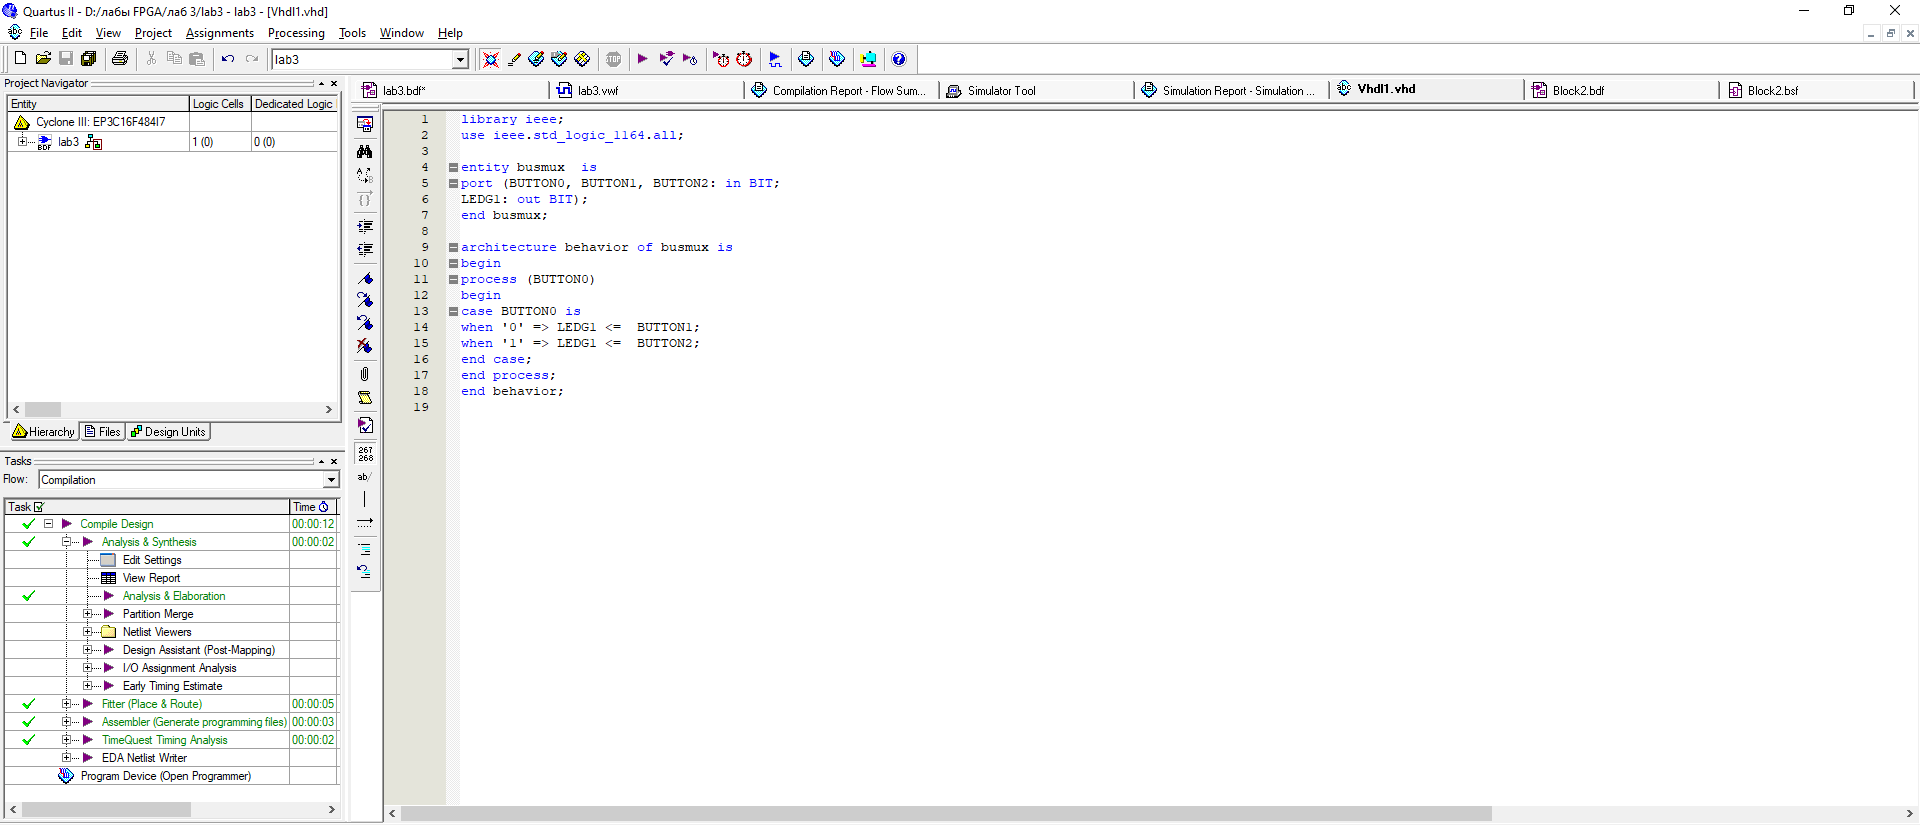 Quartus II - D:/лабы FPGA/лаб 3/lab3 - lab3 - [Vhdl1.vhd]
File Edit View Project Assignments Processing Tools Window Help
lab3
Project Navigator
Entity Logic Cells Dedicated Logic
Cyclone III: EP3C16F484I7
lab3 1 (0) 0 (0)
Hierarchy Files Design Units
Tasks
Flow: Compilation
Task Time
Compile Design 00:00:12
Analysis & Synthesis 00:00:02
Edit Settings
View Report
Analysis & Elaboration
Partition Merge
Netlist Viewers
Design Assistant (Post-Mapping)
I/O Assignment Analysis
Early Timing Estimate
Fitter (Place & Route) 00:00:05
Assembler (Generate programming files) 00:00:03
TimeQuest Timing Analysis 00:00:02
EDA Netlist Writer
Program Device (Open Programmer)
lab3.bdf* lab3.vwf Compilation Report - Flow Sum... Simulator Tool Simulation Report - Simulation ... Vhdl1.vhd Block2.bdf Block2.bsf
267
268
ab/
1 library ieee;
2 use ieee.std_logic_1164.all;
3
4 entity busmux  is
5 port (BUTTON0, BUTTON1, BUTTON2: in BIT;
6 LEDG1: out BIT);
7 end busmux;
8
9 architecture behavior of busmux is
10 begin
11 process (BUTTON0)
12 begin
13 case BUTTON0 is
14 when '0' => LEDG1 <=  BUTTON1;
15 when '1' => LEDG1 <=  BUTTON2;
16 end case;
17 end process;
18 end behavior;
19